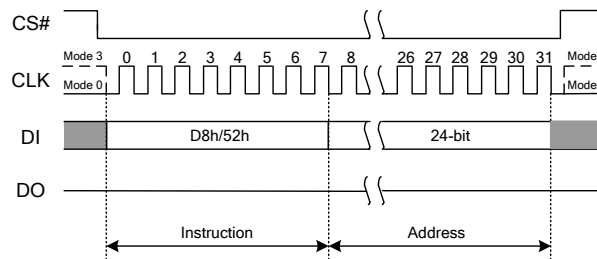 CS#
Mode 3 0 1 2 3 4 5 6 7 8 26 27 28 29 30 31 Mode
CLK
Mode 0 Mode
DI D8h/52h 24-bit
DO
Instruction Address